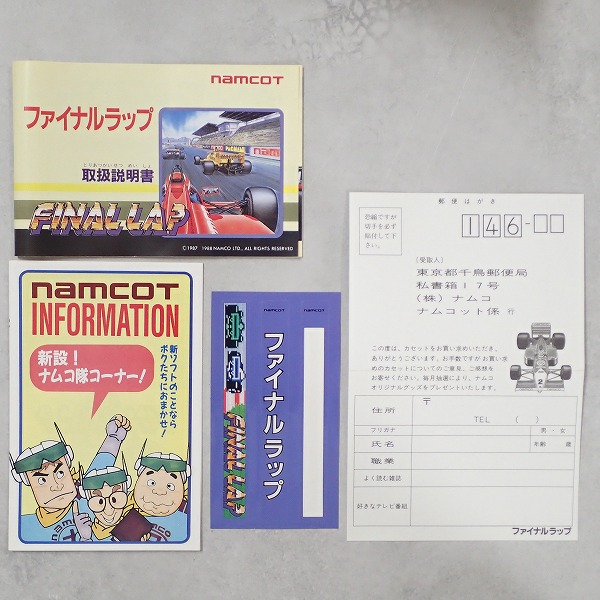 namcot
ファイナルラップ
とりあつかいせつ めい しょ
取扱説明書
FINAL LAP
©1987 1988 NAMCO LTD., ALL RIGHTS RESERVED
namcot
INFORMATION
新設!
ナムコ隊コーナー!
新ソフトのことなら
ボクたちにおまかせ!
namcot
namcot
ファイナルラップ
FINAL LAP
郵便はがき
恐縮ですが
切手を必ず
貼付して下
さい。
146-
(受取人)
東京都千鳥郵便局
私書箱17号
(株)ナムコ
ナムコット係 行
この度は、カセットをお買い求めいただき、
ありがとうございます。お手数ですがお買い求
めのカセットについてのご意見、ご感想を
お寄せください。毎月抽選により、ナムコ
オリジナルグッズをプレゼントいたします。
住所
〒
TEL ( )
フリガナ
男・女
氏名
年齢 歳
職業
よく読む雑誌
好きなテレビ番組
ファイナルラップ